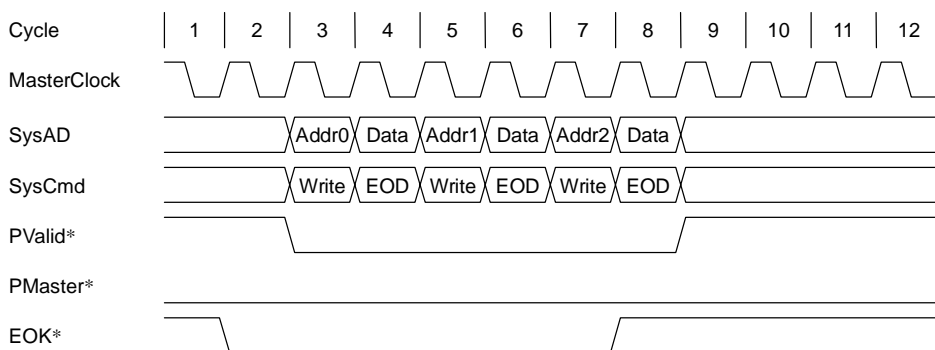 Cycle 1 2 3 4 5 6 7 8 9 10 11 12
MasterClock
SysAD Addr0 Data Addr1 Data Addr2 Data
SysCmd Write EOD Write EOD Write EOD
PValid*
PMaster*
EOK*